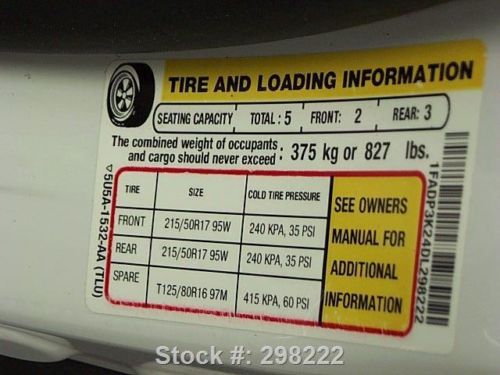 TIRE AND LOADING INFORMATION
SEATING CAPACITY TOTAL: 5 FRONT: 2 REAR: 3
The combined weight of occupants
and cargo should never exceed: 375 kg or 827 lbs.
TIRE SIZE COLD TIRE PRESSURE
FRONT 215/50R17 95W 240 KPA, 35 PSI
REAR 215/50R17 95W 240 KPA, 35 PSI
SPARE T125/80R16 97M 415 KPA, 60 PSI
SEE OWNERS
MANUAL FOR
ADDITIONAL
INFORMATION
▽5U5A-1532-AA (TLU)
1FADP3K24DL298222
Stock #: 298222